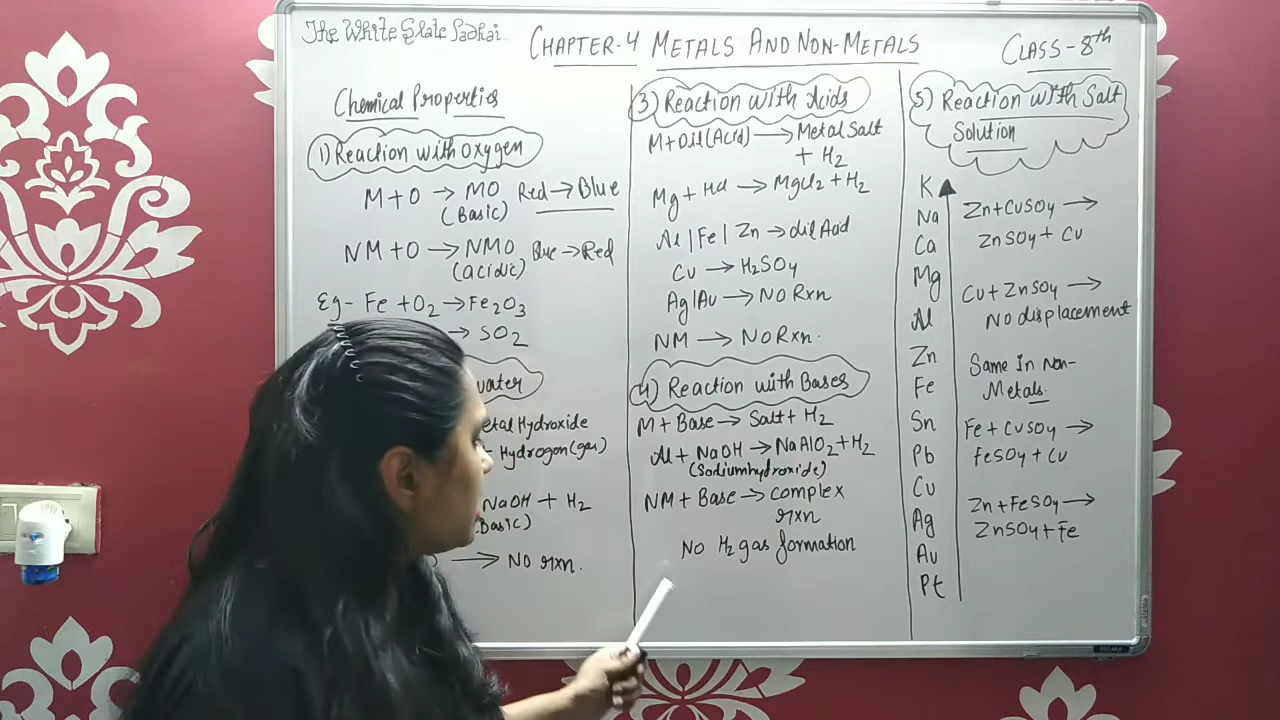 The White Slate Padhai..
CHAPTER-4 METALS AND NON-METALS
CLASS-8th
Chemical Properties
1) Reaction with Oxygen
M + O → MO Red → Blue
(Basic)
NM + O → NMO Blue → Red
(acidic)
Eg- Fe + O2 → Fe2O3
→ SO2
water
etal Hydroxide
+ Hydrogon(gas)
NaOH + H2
(Basic)
→ NO rxn.
3) Reaction with Acids
M + Dil(Acid) → Metal Salt
+ H2
Mg + Hcl → MgCl2 + H2
Al | Fe | Zn → dil Acid
Cu → H2SO4
Ag|Au → NO Rxn
NM → NO Rxn.
4) Reaction with Bases
M + Base → Salt + H2
Al + NaOH → NaAlO2 + H2
(Sodiumhydroxide)
NM + Base → complex
rxn
No H2 gas formation
5) Reaction with Salt
Solution
K
Na
Ca
Mg
Al
Zn
Fe
Sn
Pb
Cu
Ag
Au
Pt
Zn + CuSO4 →
ZnSO4 + Cu
Cu + ZnSO4 →
No displacement
Same In Non-
Metals.
Fe + CuSO4 →
FeSO4 + Cu
Zn + FeSO4 →
ZnSO4 + Fe